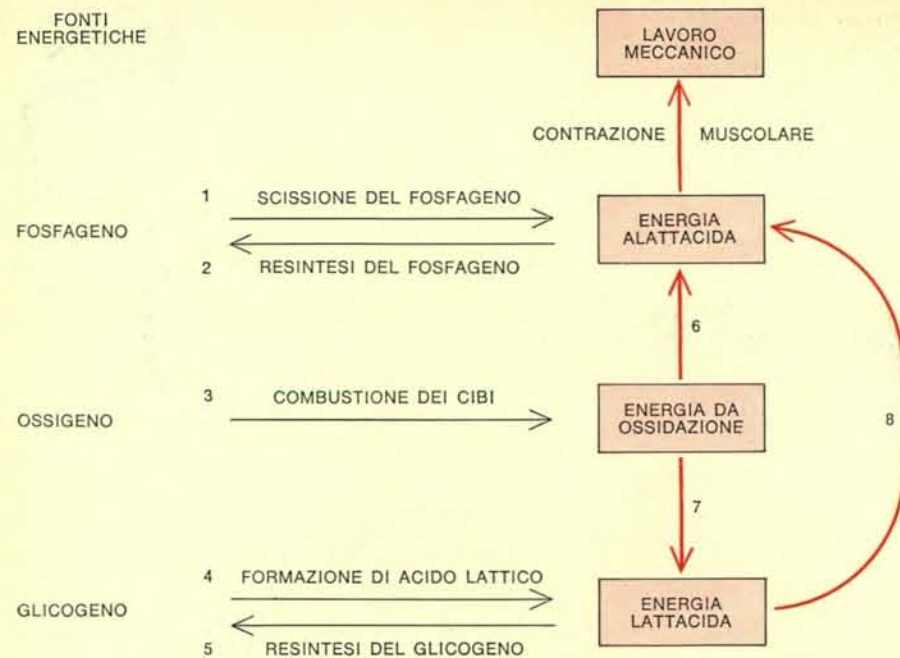 FONTI
ENERGETICHE
LAVORO
MECCANICO
CONTRAZIONE MUSCOLARE
1 SCISSIONE DEL FOSFAGENO
FOSFAGENO
ENERGIA
ALATTACIDA
2 RESINTESI DEL FOSFAGENO
6
3 COMBUSTIONE DEI CIBI
OSSIGENO
ENERGIA DA
OSSIDAZIONE
8
7
4 FORMAZIONE DI ACIDO LATTICO
GLICOGENO
ENERGIA
LATTACIDA
5 RESINTESI DEL GLICOGENO